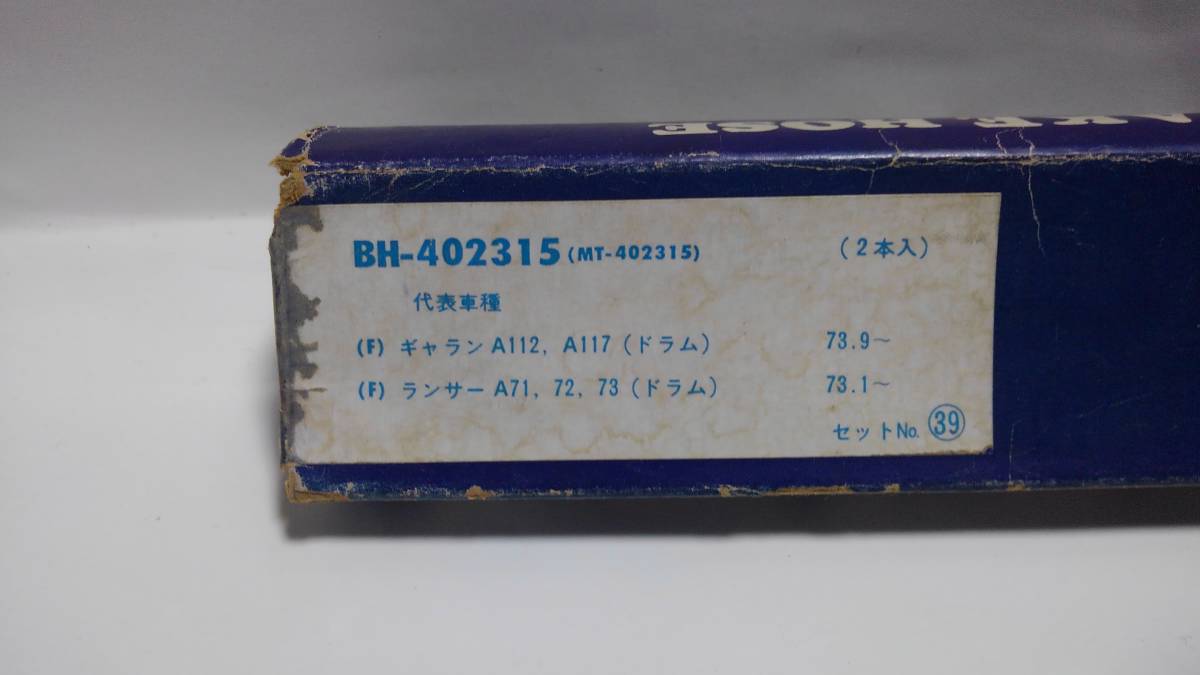 HOSE
BH-402315 (MT-402315) (2本入)
代表車種
(F) ギャラン A112, A117 (ドラム) 73.9~
(F) ランサー A71, 72, 73 (ドラム) 73.1~
セットNo. ㊴